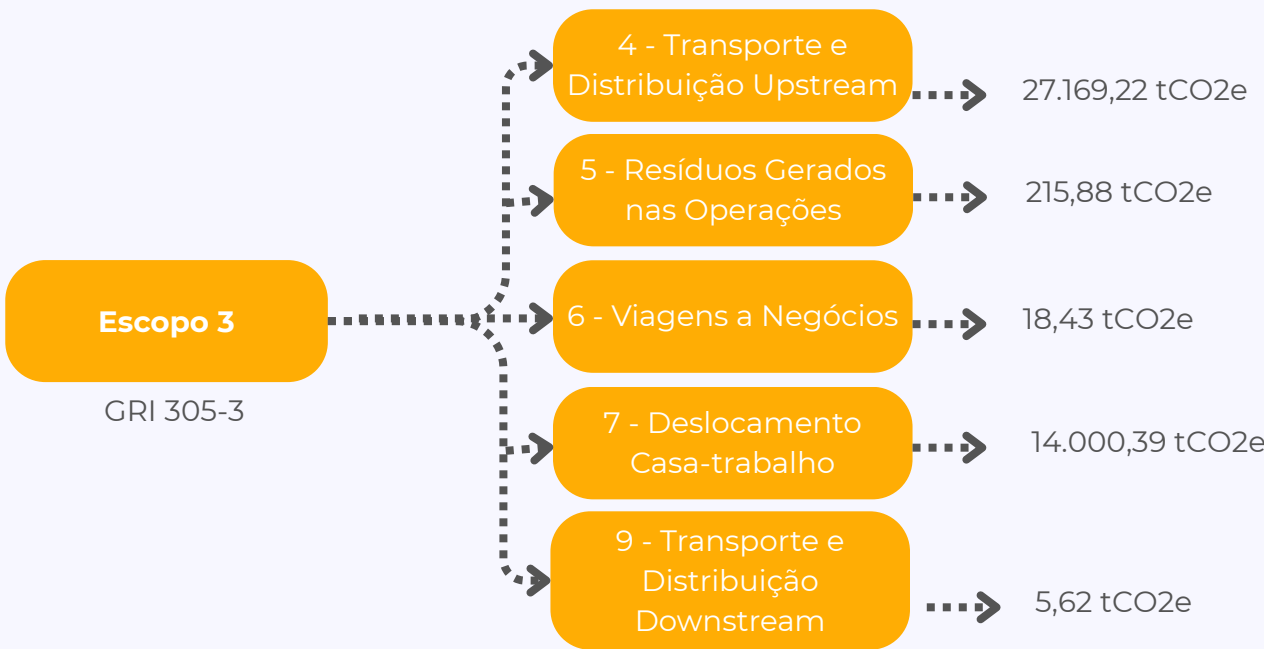 4 - Transporte e
Distribuição Upstream
27.169,22 tCO2e
5 - Resíduos Gerados
nas Operações
215,88 tCO2e
Escopo 3
GRI 305-3
6 - Viagens a Negócios
18,43 tCO2e
7 - Deslocamento
Casa-trabalho
14.000,39 tCO2e
9 - Transporte e
Distribuição
Downstream
5,62 tCO2e